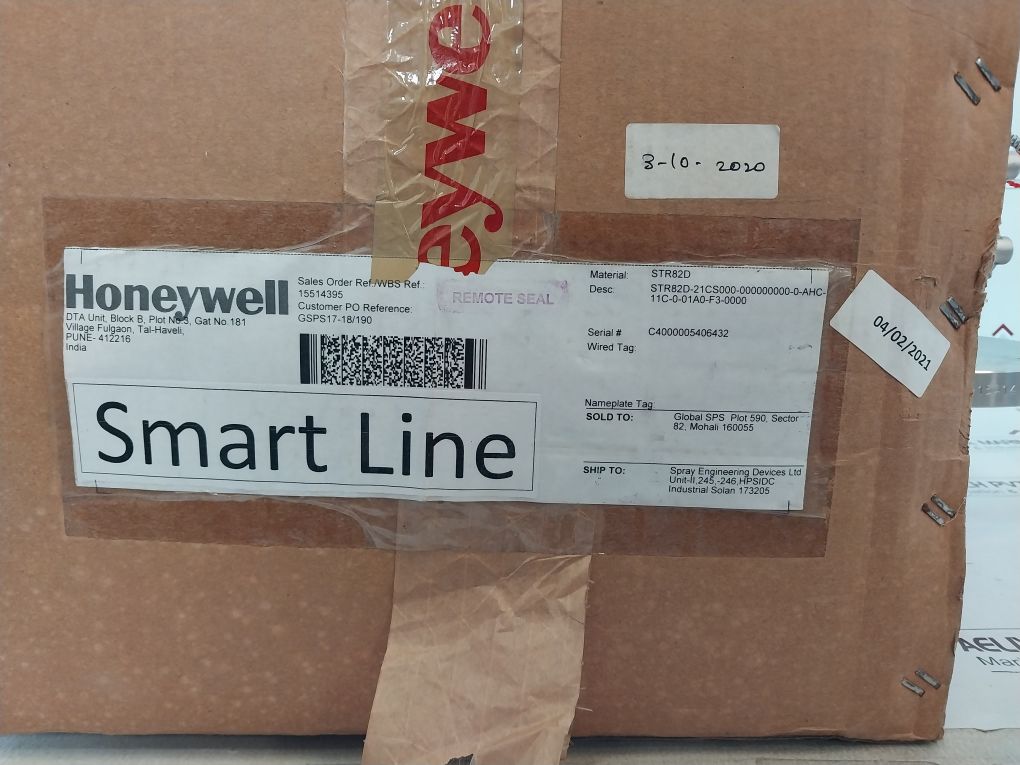 eywe
3-10-2020
Honeywell
DTA Unit, Block B, Plot No.3, Gat No.181
Village Fulgaon, Tal-Haveli,
PUNE- 412216
India
Sales Order Ref./WBS Ref.:
15514395
Customer PO Reference:
GSPS17-18/190
REMOTE SEAL
Material: STR82D
Desc: STR82D-21CS000-000000000-0-AHC-
11C-0-01A0-F3-0000
Serial # C4000005406432
Wired Tag:
Nameplate Tag
SOLD TO: Global SPS Plot 590, Sector
82, Mohali 160055
SHIP TO: Spray Engineering Devices Ltd
Unit-II,245,-246,HPSIDC
Industrial Solan 173205
Smart Line
04/02/2021